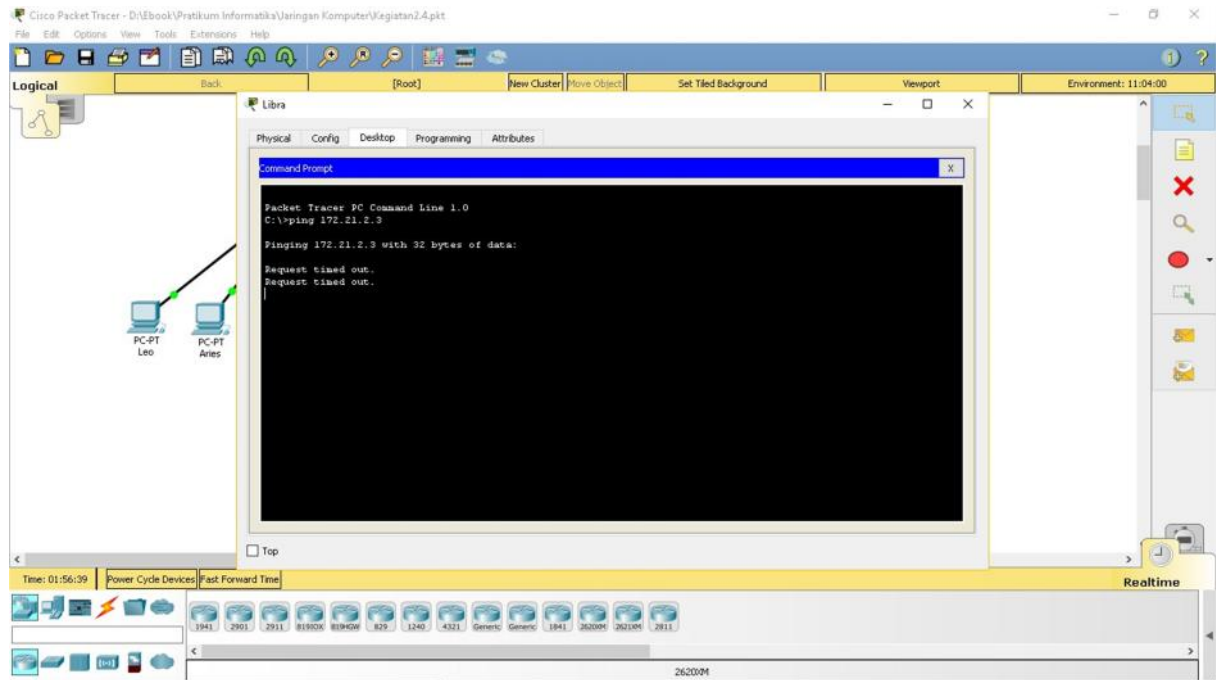 Cisco Packet Tracer - D:\Ebook\Pratikum Informatika\Jaringan Komputer\Kegiatan2.4.pkt
File Edit Options View Tools Extensions Help
Logical Back [Root] New Cluster Move Object Set Tiled Background Viewport Environment: 11:04:00
Libra
Physical Config Desktop Programming Attributes
Command Prompt X
Packet Tracer PC Command Line 1.0
C:\>ping 172.21.2.3
Pinging 172.21.2.3 with 32 bytes of data:
Request timed out.
Request timed out.
PC-PT
Leo
PC-PT
Aries
Top
Time: 01:56:39 Power Cycle Devices Fast Forward Time Realtime
1941 2901 2911 819IOX 819HGW 829 1240 4321 Generic Generic 1841 2620XM 2621XM 2811
2620XM